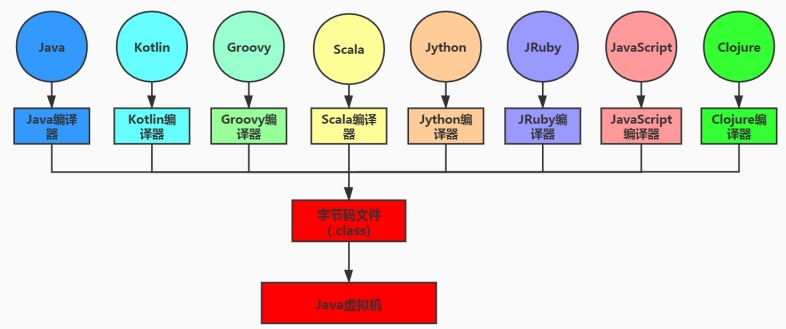 Java
Kotlin
Groovy
Scala
Jython
JRuby
JavaScript
Clojure
Java编译
器
Kotlin编
译器
Groovy编
译器
Scala编译
器
Jython编
译器
JRuby编
译器
JavaScript
编译器
Clojure编
译器
字节码文件
(.class)
Java虚拟机